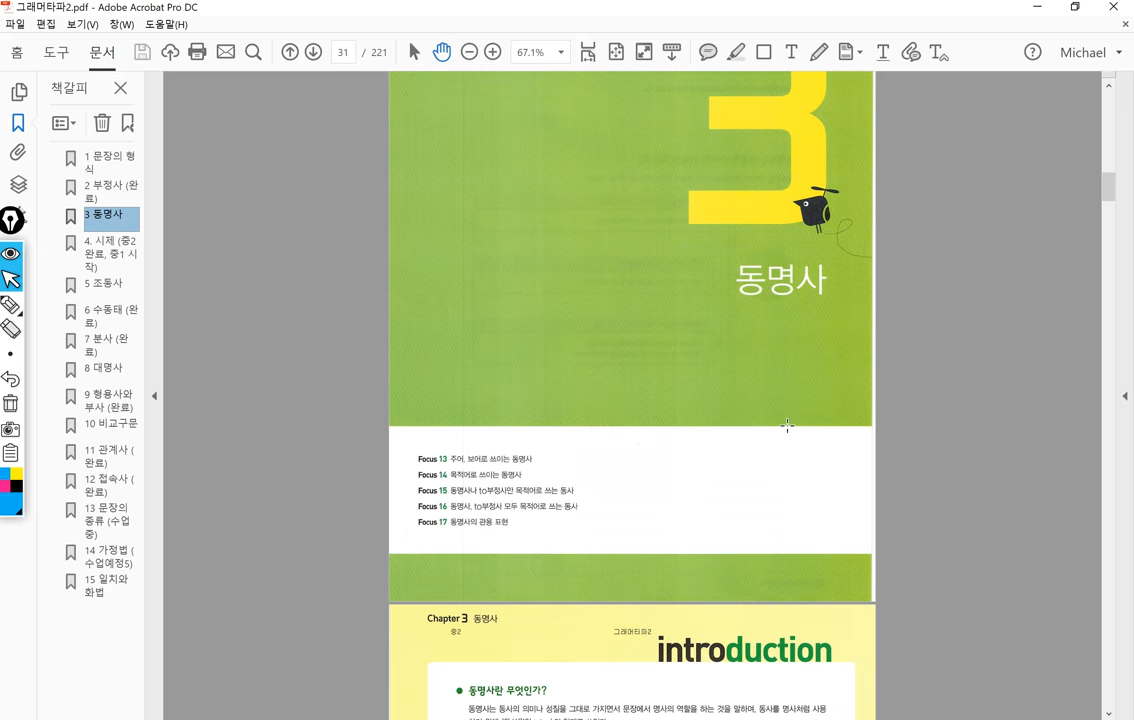 그래머타파2.pdf - Adobe Acrobat Pro DC
파일 편집 보기(V) 창(W) 도움말(H)
홈 도구 문서 31 / 221 67.1% Michael
책갈피
1 문장의 형
식
2 부정사 (완
료)
3 동명사
4. 시제 (중2
완료, 중1 시
작)
5 조동사
6 수동태 (완
료)
7 분사 (완
료)
8 대명사
9 형용사와
부사 (완료)
10 비교구문
11 관계사 (
완료)
12 접속사 (
완료)
13 문장의
종류 (수업
중)
14 가정법 (
수업예정5)
15 일치와
화법
3
동명사
Focus 13 주어, 보어로 쓰이는 동명사
Focus 14 목적어로 쓰이는 동명사
Focus 15 동명사나 to부정사만 목적어로 쓰는 동사
Focus 16 동명사, to부정사 모두 목적어로 쓰는 동사
Focus 17 동명사의 관용 표현
Chapter 3 동명사
중2 그래머타파2
introduction
동명사란 무엇인가?
동명사는 동사의 의미나 성질을 그대로 가지면서 문장에서 명사의 역할을 하는 것을 말하며, 동사를 명사처럼 사용